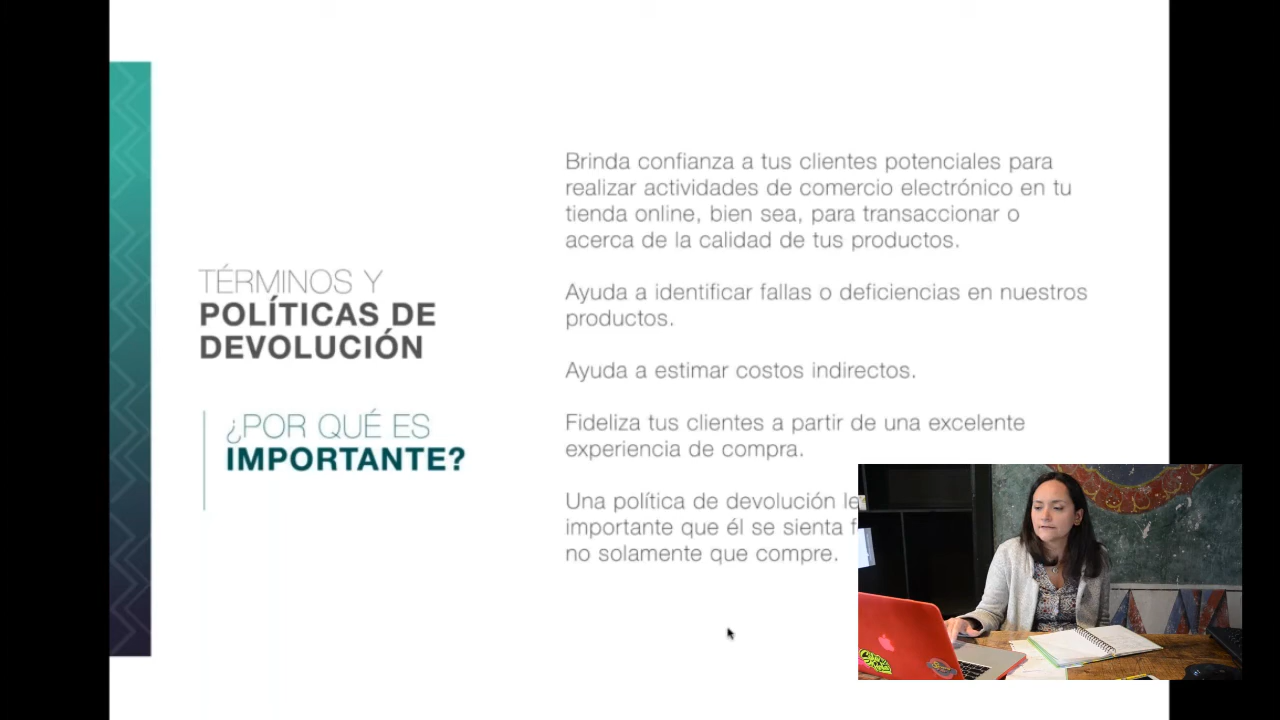 TÉRMINOS Y
POLÍTICAS DE
DEVOLUCIÓN
¿POR QUÉ ES
IMPORTANTE?
Brinda confianza a tus clientes potenciales para
realizar actividades de comercio electrónico en tu
tienda online, bien sea, para transaccionar o
acerca de la calidad de tus productos.
Ayuda a identificar fallas o deficiencias en nuestros
productos.
Ayuda a estimar costos indirectos.
Fideliza tus clientes a partir de una excelente
experiencia de compra.
Una política de devolución
importante que él se sienta
no solamente que compre.